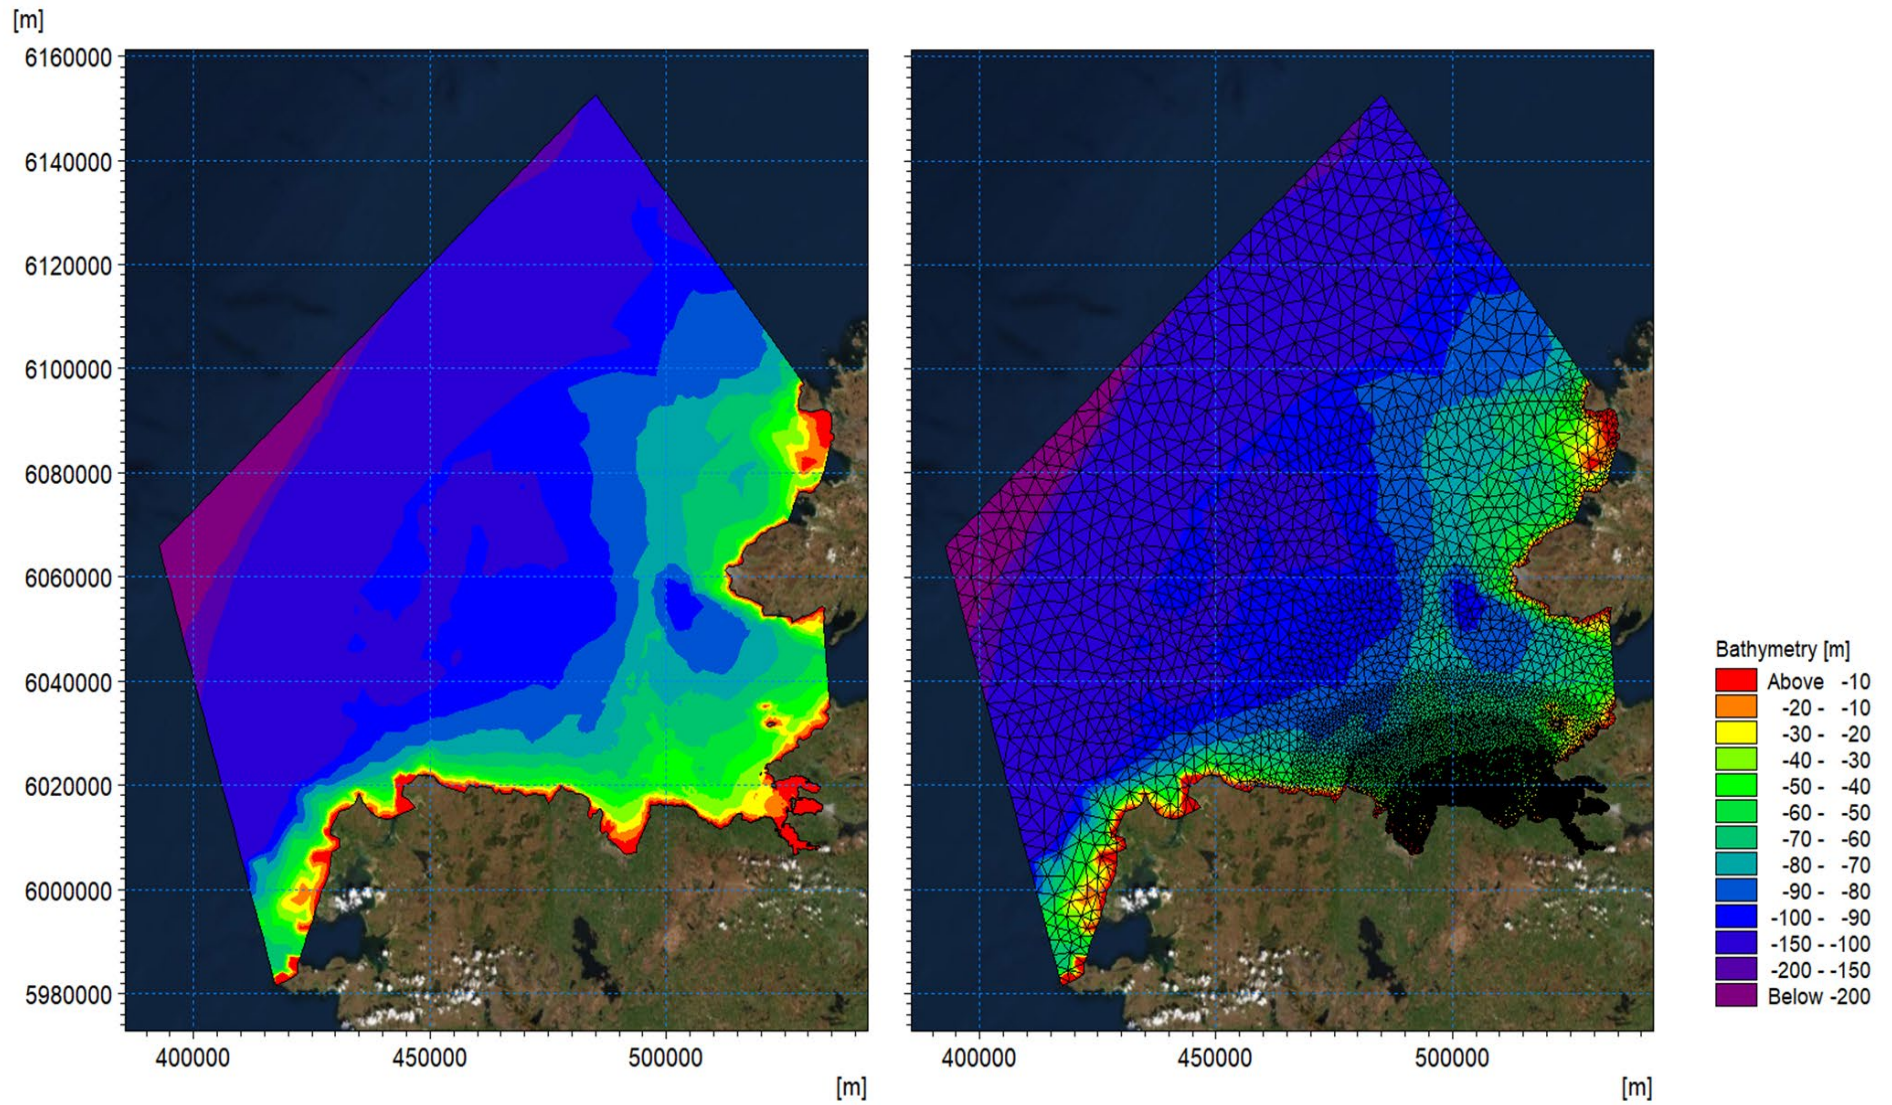 [m]
6160000
6140000
6120000
6100000
6080000
6060000
6040000
6020000
6000000
5980000
400000 450000 500000
[m]
400000 450000 500000
[m]
Bathymetry [m]
Above -10
-20 - -10
-30 - -20
-40 - -30
-50 - -40
-60 - -50
-70 - -60
-80 - -70
-90 - -80
-100 - -90
-150 - -100
-200 - -150
Below -200